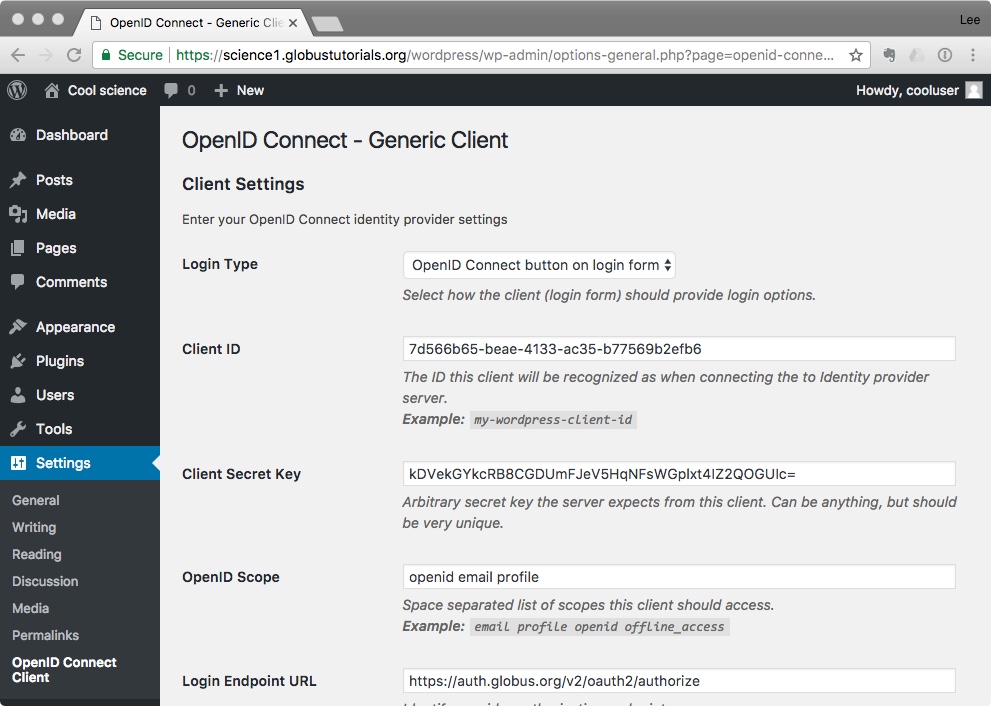 OpenID Connect - Generic Clie
Lee
Secure https://science1.globustutorials.org/wordpress/wp-admin/options-general.php?page=openid-conne...
Cool science 0 New Howdy, cooluser
Dashboard
Posts
Media
Pages
Comments
Appearance
Plugins
Users
Tools
Settings
General
Writing
Reading
Discussion
Media
Permalinks
OpenID Connect
Client
OpenID Connect - Generic Client
Client Settings
Enter your OpenID Connect identity provider settings
Login Type
OpenID Connect button on login form
Select how the client (login form) should provide login options.
Client ID
7d566b65-beae-4133-ac35-b77569b2efb6
The ID this client will be recognized as when connecting the to Identity provider
server.
Example: my-wordpress-client-id
Client Secret Key
kDVekGYkcRB8CGDUmFJeV5HqNFsWGpIxt4lZ2QOGUIc=
Arbitrary secret key the server expects from this client. Can be anything, but should
be very unique.
OpenID Scope
openid email profile
Space separated list of scopes this client should access.
Example: email profile openid offline_access
Login Endpoint URL
https://auth.globus.org/v2/oauth2/authorize